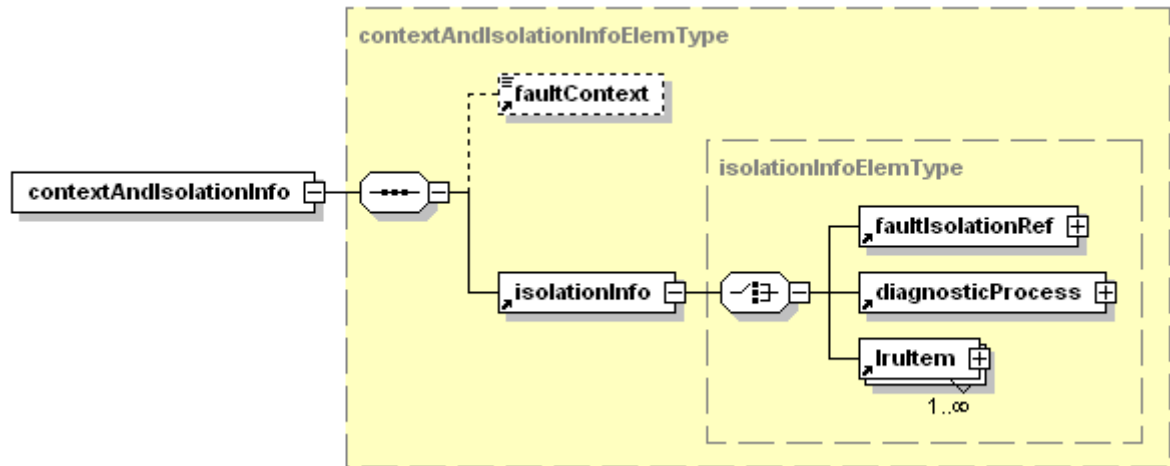 contextAndIsolationInfoElemType
faultContext
isolationInfoElemType
contextAndIsolationInfo
faultIsolationRef
isolationInfo
diagnosticProcess
lruItem
1..∞